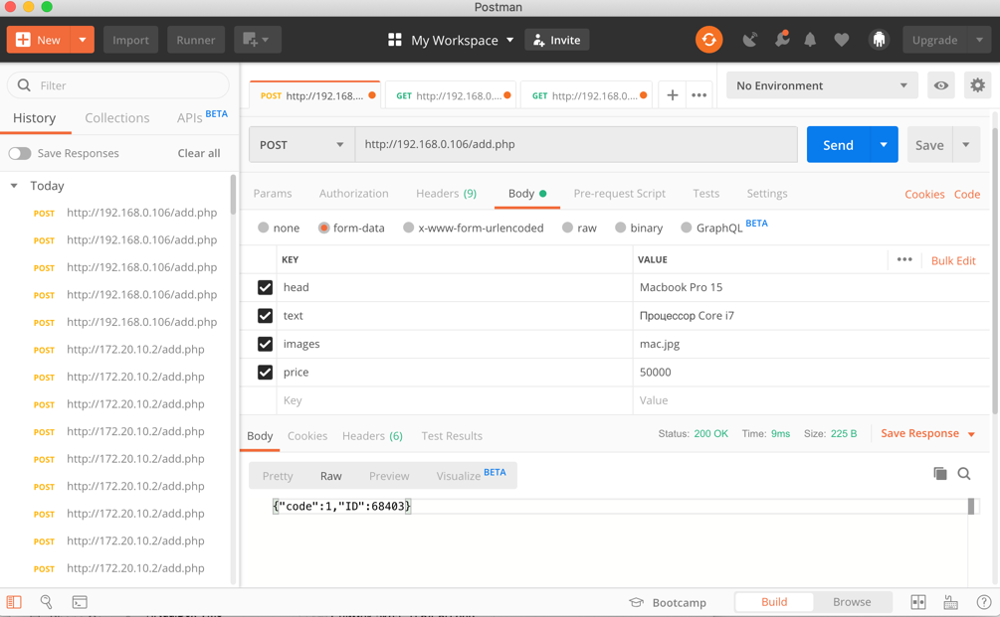 Postman
New Import Runner My Workspace Invite Upgrade
Filter
History Collections APIs BETA
Save Responses Clear all
Today
POST http://192.168.0.106/add.php
POST http://192.168.0.106/add.php
POST http://192.168.0.106/add.php
POST http://192.168.0.106/add.php
POST http://192.168.0.106/add.php
POST http://172.20.10.2/add.php
POST http://172.20.10.2/add.php
POST http://172.20.10.2/add.php
POST http://172.20.10.2/add.php
POST http://172.20.10.2/add.php
POST http://172.20.10.2/add.php
POST http://172.20.10.2/add.php
POST http://172.20.10.2/add.php
POST http://172.20.10.2/add.php
POST http://192.168.... GET http://192.168.0.... GET http://192.168.0.... No Environment
POST http://192.168.0.106/add.php Send Save
Params Authorization Headers (9) Body Pre-request Script Tests Settings Cookies Code
none form-data x-www-form-urlencoded raw binary GraphQL BETA
KEY VALUE Bulk Edit
head Macbook Pro 15
text Процессор Core i7
images mac.jpg
price 50000
Key Value
Body Cookies Headers (6) Test Results Status: 200 OK Time: 9ms Size: 225 B Save Response
Pretty Raw Preview Visualize BETA
{"code":1,"ID":68403}
Bootcamp Build Browse